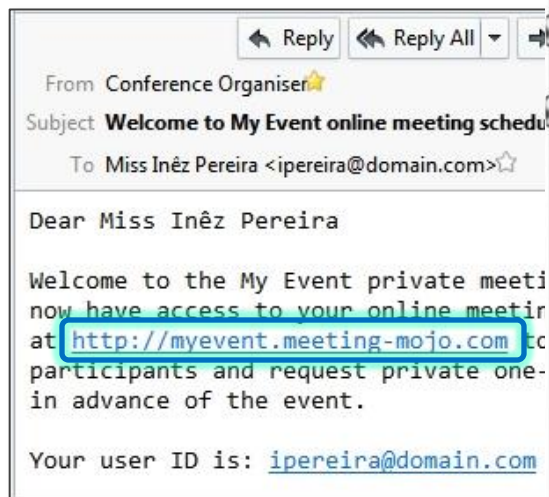 Reply Reply All
From Conference Organiser
Subject Welcome to My Event online meeting schedu
To Miss Inêz Pereira <ipereira@domain.com>
Dear Miss Inêz Pereira
Welcome to the My Event private meeti
now have access to your online meetin
at http://myevent.meeting-mojo.com to
participants and request private one-
in advance of the event.
Your user ID is: ipereira@domain.com